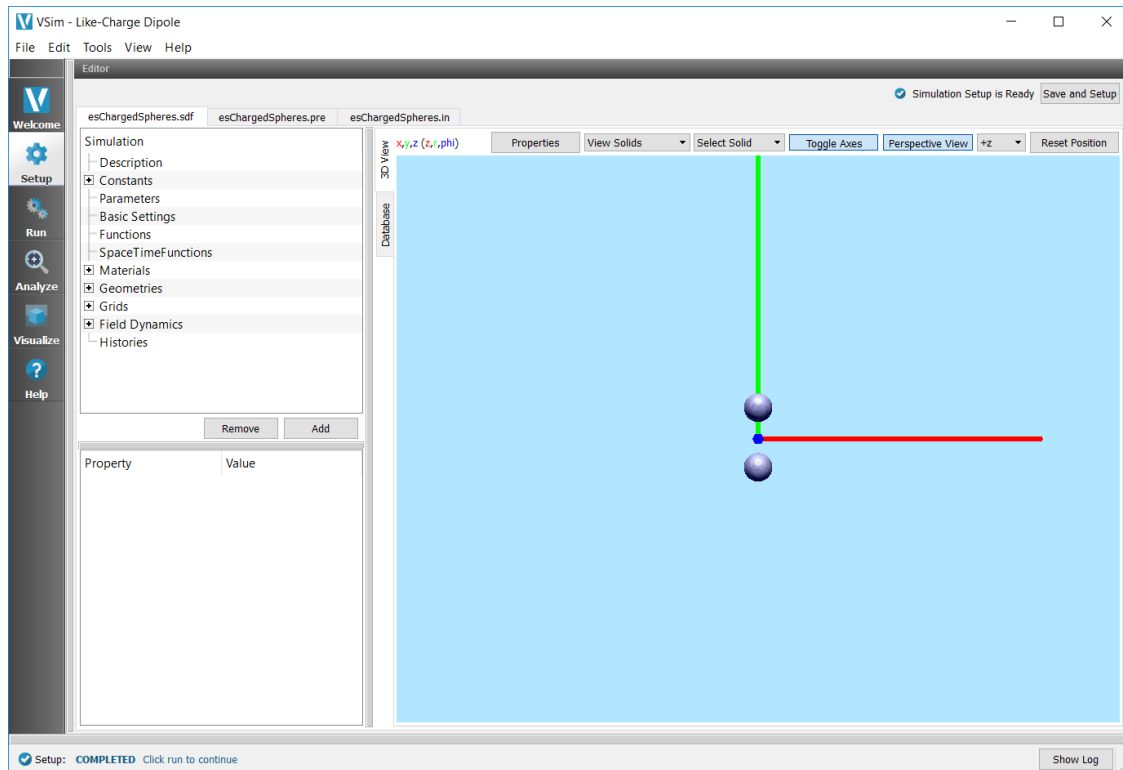 VSim - Like-Charge Dipole
File Edit Tools View Help
Editor
Simulation Setup is Ready Save and Setup
Welcome
Setup
Run
Analyze
Visualize
Help
esChargedSpheres.sdf esChargedSpheres.pre esChargedSpheres.in
Simulation
Description
Constants
Parameters
Basic Settings
Functions
SpaceTimeFunctions
Materials
Geometries
Grids
Field Dynamics
Histories
Remove Add
Property Value
3D View
Database
x,y,z (z,r,phi) Properties View Solids Select Solid Toggle Axes Perspective View +z Reset Position
Setup: COMPLETED Click run to continue Show Log